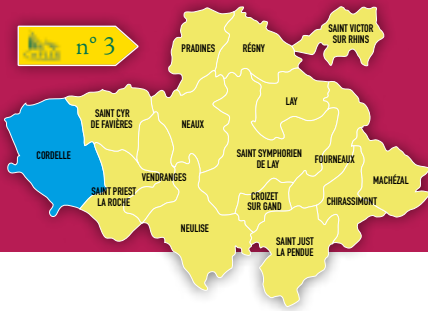 n° 3
PRADINES
RÉGNY
SAINT VICTOR
SUR RHINS
SAINT CYR
DE FAVIÈRES
NEAUX
LAY
CORDELLE
SAINT SYMPHORIEN
DE LAY
FOURNEAUX
MACHÉZAL
VENDRANGES
SAINT PRIEST
LA ROCHE
CROIZET
SUR GAND
CHIRASSIMONT
NEULISE
SAINT JUST
LA PENDUE